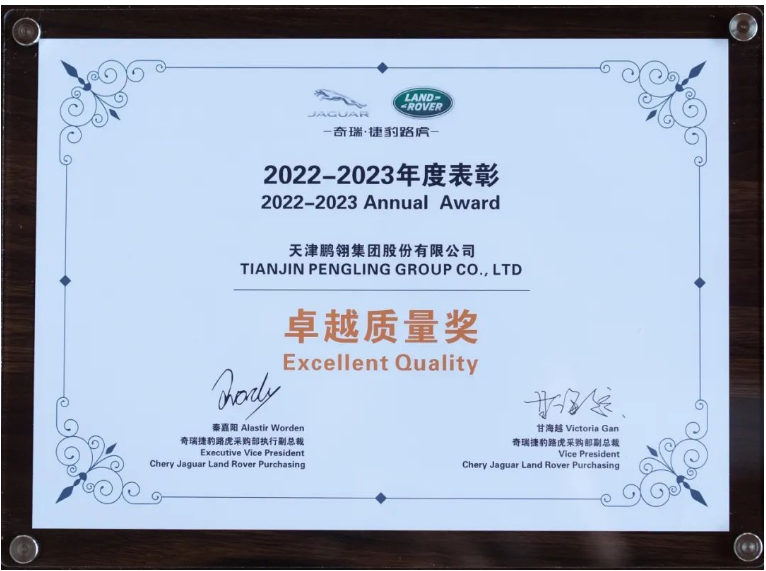 JAGUAR
LAND-
-ROVER
-奇瑞·捷豹路虎-
2022-2023年度表彰
2022-2023 Annual Award
天津鹏翎集团股份有限公司
TIANJIN PENGLING GROUP CO., LTD
卓越质量奖
Excellent Quality
秦嘉阳 Alastir Worden
奇瑞捷豹路虎采购部执行副总裁
Executive Vice President
Chery Jaguar Land Rover Purchasing
甘海越 Victoria Gan
奇瑞捷豹路虎采购部副总裁
Vice President
Chery Jaguar Land Rover Purchasing